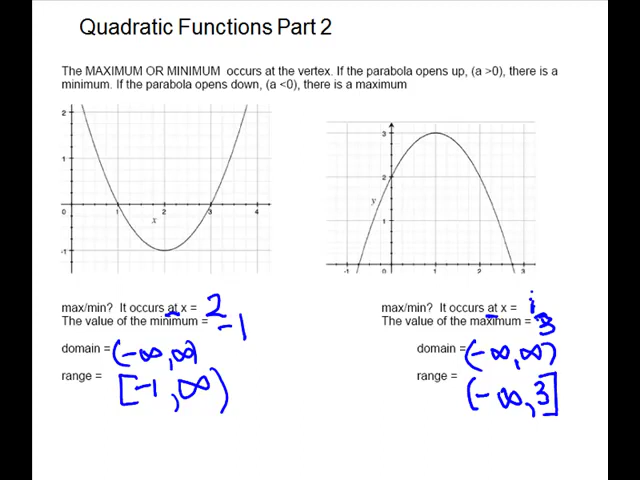 Quadratic Functions Part 2
The MAXIMUM OR MINIMUM occurs at the vertex. If the parabola opens up, (a >0), there is a
minimum. If the parabola opens down, (a <0), there is a maximum
2
1
0 1 2 3 4
x
-1
3
2
y
1
-1 0 1 2 3
max/min? It occurs at x = 2
The value of the minimum = -1
domain = (-∞, ∞)
range = [-1, ∞)
max/min? It occurs at x = 1
The value of the maximum = 3
domain = (-∞, ∞)
range = (-∞, 3]